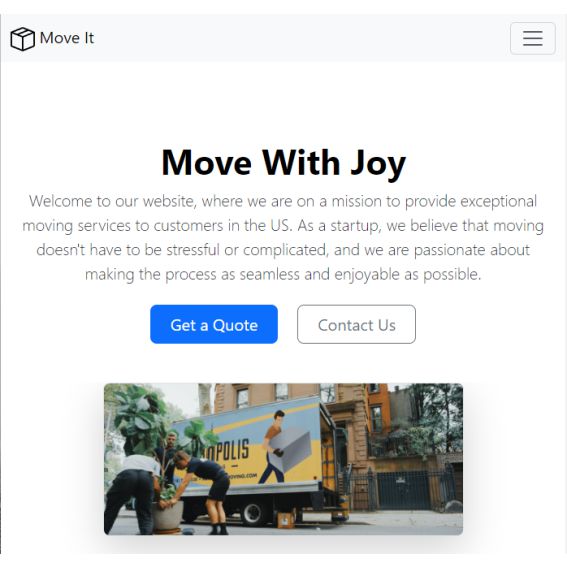 Move It
Move With Joy
Welcome to our website, where we are on a mission to provide exceptional
moving services to customers in the US. As a startup, we believe that moving
doesn't have to be stressful or complicated, and we are passionate about
making the process as seamless and enjoyable as possible.
Get a Quote
Contact Us